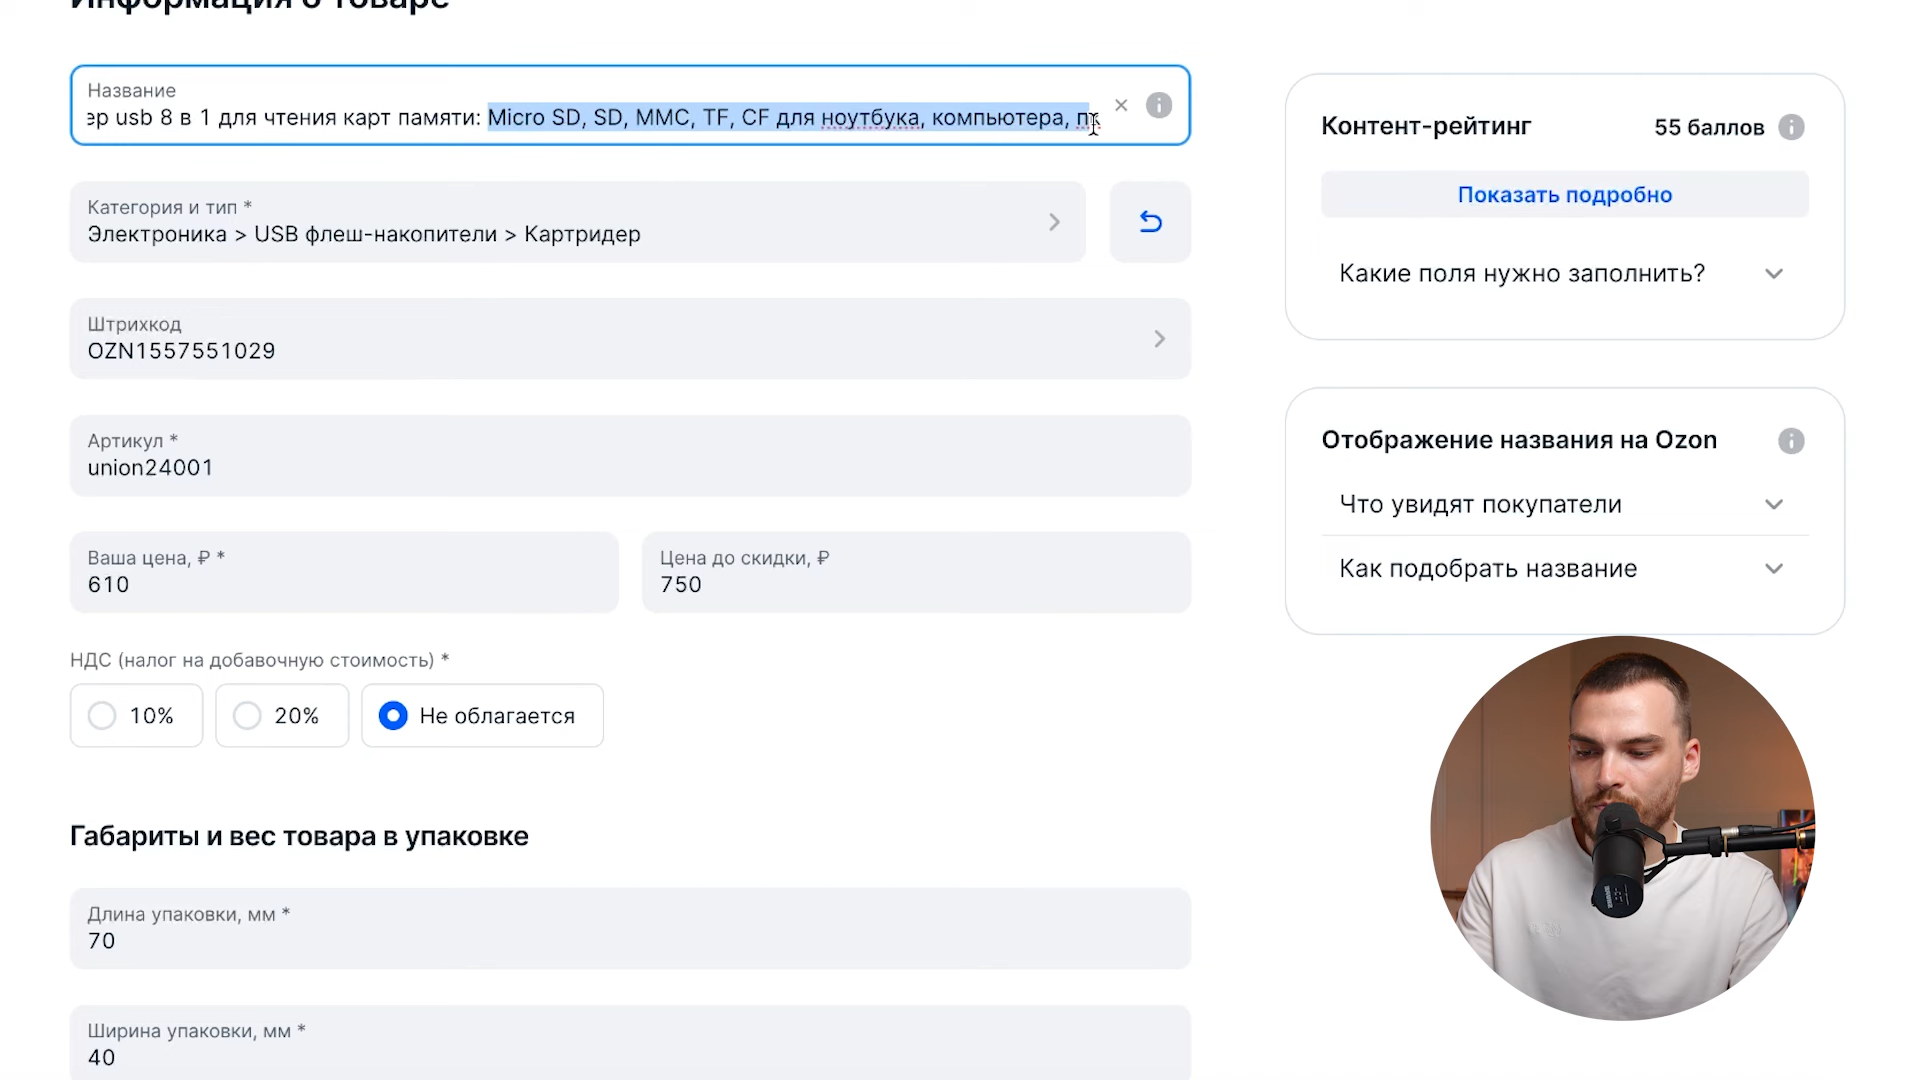 Информация о товаре
Название
ер usb 8 в 1 для чтения карт памяти: Micro SD, SD, MMC, TF, CF для ноутбука, компьютера, пк
Категория и тип *
Электроника > USB флеш-накопители > Картридер
Штрихкод
OZN1557551029
Артикул *
union24001
Ваша цена, ₽ *
610
Цена до скидки, ₽
750
НДС (налог на добавочную стоимость) *
10%
20%
Не облагается
Габариты и вес товара в упаковке
Длина упаковки, мм *
70
Ширина упаковки, мм *
40
Контент-рейтинг
55 баллов
Показать подробно
Какие поля нужно заполнить?
Отображение названия на Ozon
Что увидят покупатели
Как подобрать название